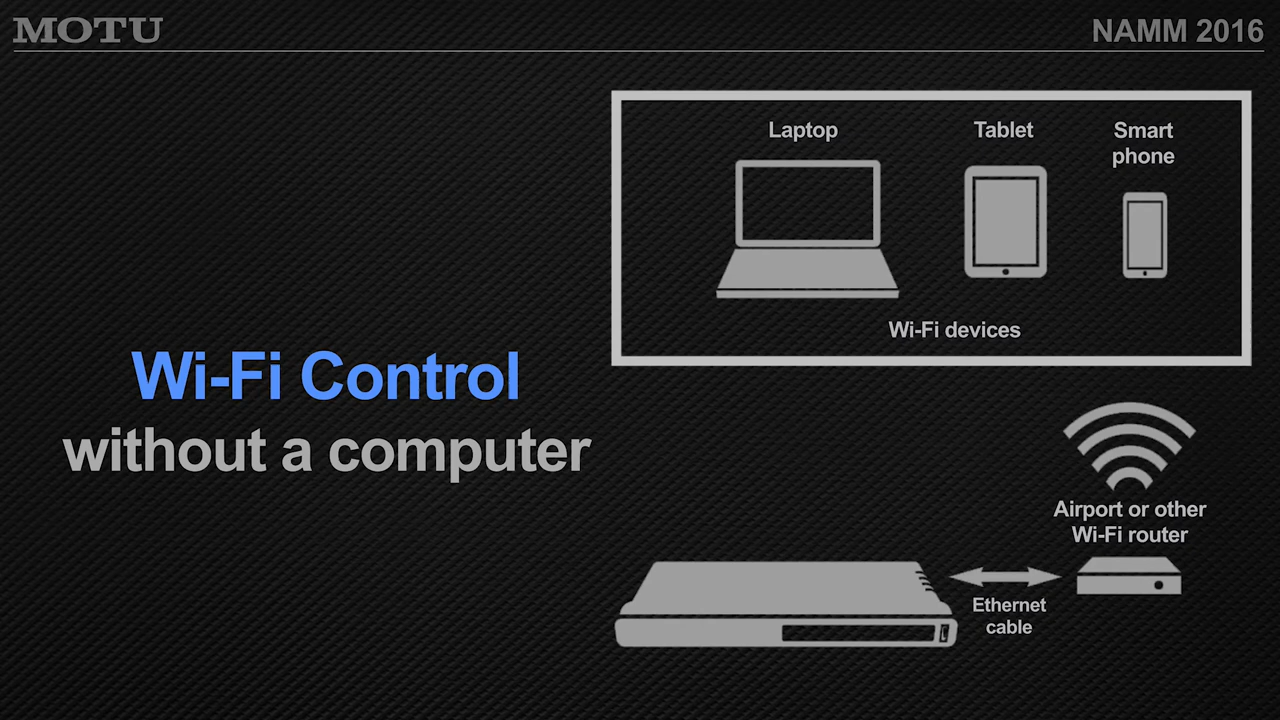 MOTU
NAMM 2016
Laptop
Tablet
Smart
phone
Wi-Fi devices
Wi-Fi Control
without a computer
Airport or other
Wi-Fi router
Ethernet
cable